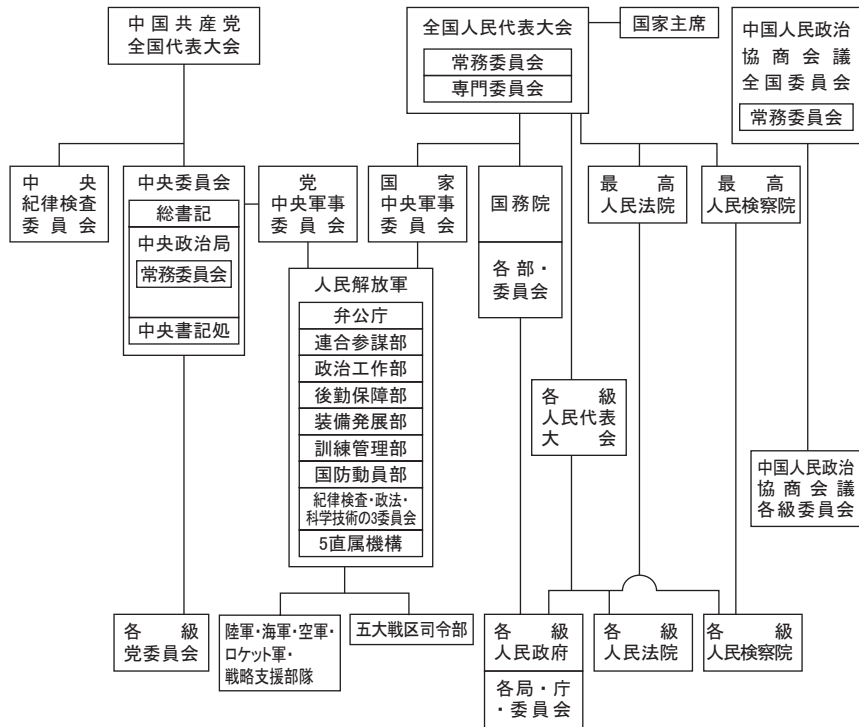 中国共産党
全国代表大会
全国人民代表大会
常務委員会
専門委員会
国家主席
中国人民政治
協商会議
全国委員会
常務委員会
中央
紀律検査
委員会
中央委員会
総書記
中央政治局
常務委員会
中央書記処
党
中央軍事
委員会
国家
中央軍事
委員会
国務院
各部・
委員会
最高
人民法院
最高
人民検察院
人民解放軍
弁公庁
連合参謀部
政治工作部
後勤保障部
装備発展部
訓練管理部
国防動員部
紀律検査・政法・
科学技術の3委員会
5直属機構
各級
人民代表
大会
中国人民政治
協商会議
各級委員会
各級
党委員会
陸軍・海軍・空軍・
ロケット軍・
戦略支援部隊
五大戦区司令部
各級
人民政府
各局・庁
・委員会
各級
人民法院
各級
人民検察院